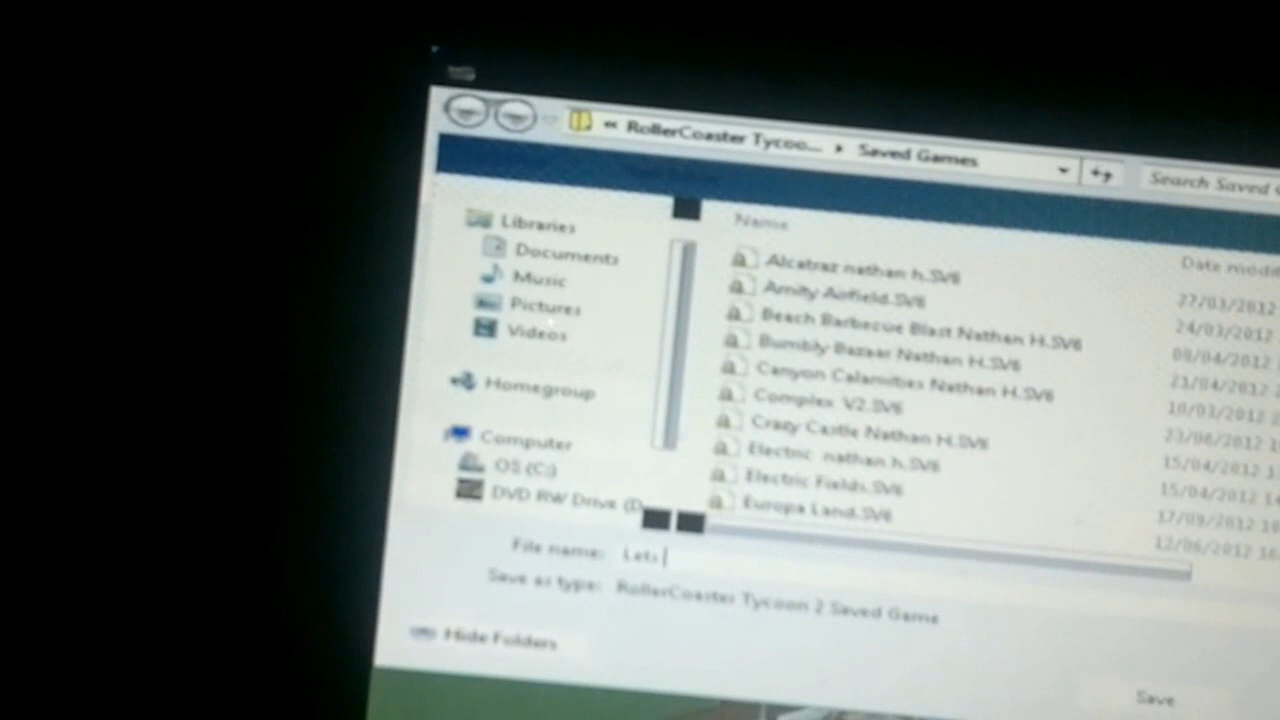 « RollerCoaster Tycoo... ▸ Saved Games
Search Saved
Libraries
Documents
Music
Pictures
Videos
Homegroup
Computer
OS (C:)
DVD RW Drive (D
Name
Date modif
Alcatraz nathan h.SV6
27/03/2012
Amity Airfield.SV6
24/03/2012
Beach Barbecue Blast Nathan H.SV6
09/04/2012
Bumbly Bazaar Nathan H.SV6
21/04/2012
Canyon Calamities Nathan H.SV6
10/03/2012
Complex V2.SV6
23/06/2012
Crazy Castle Nathan H.SV6
15/04/2012
Electric nathan h.SV6
15/04/2012
Electric Fields.SV6
17/09/2012
Europa Land.SV6
12/06/2012
File name: Lets
Save as type: RollerCoaster Tycoon 2 Saved Game
Hide Folders
Save